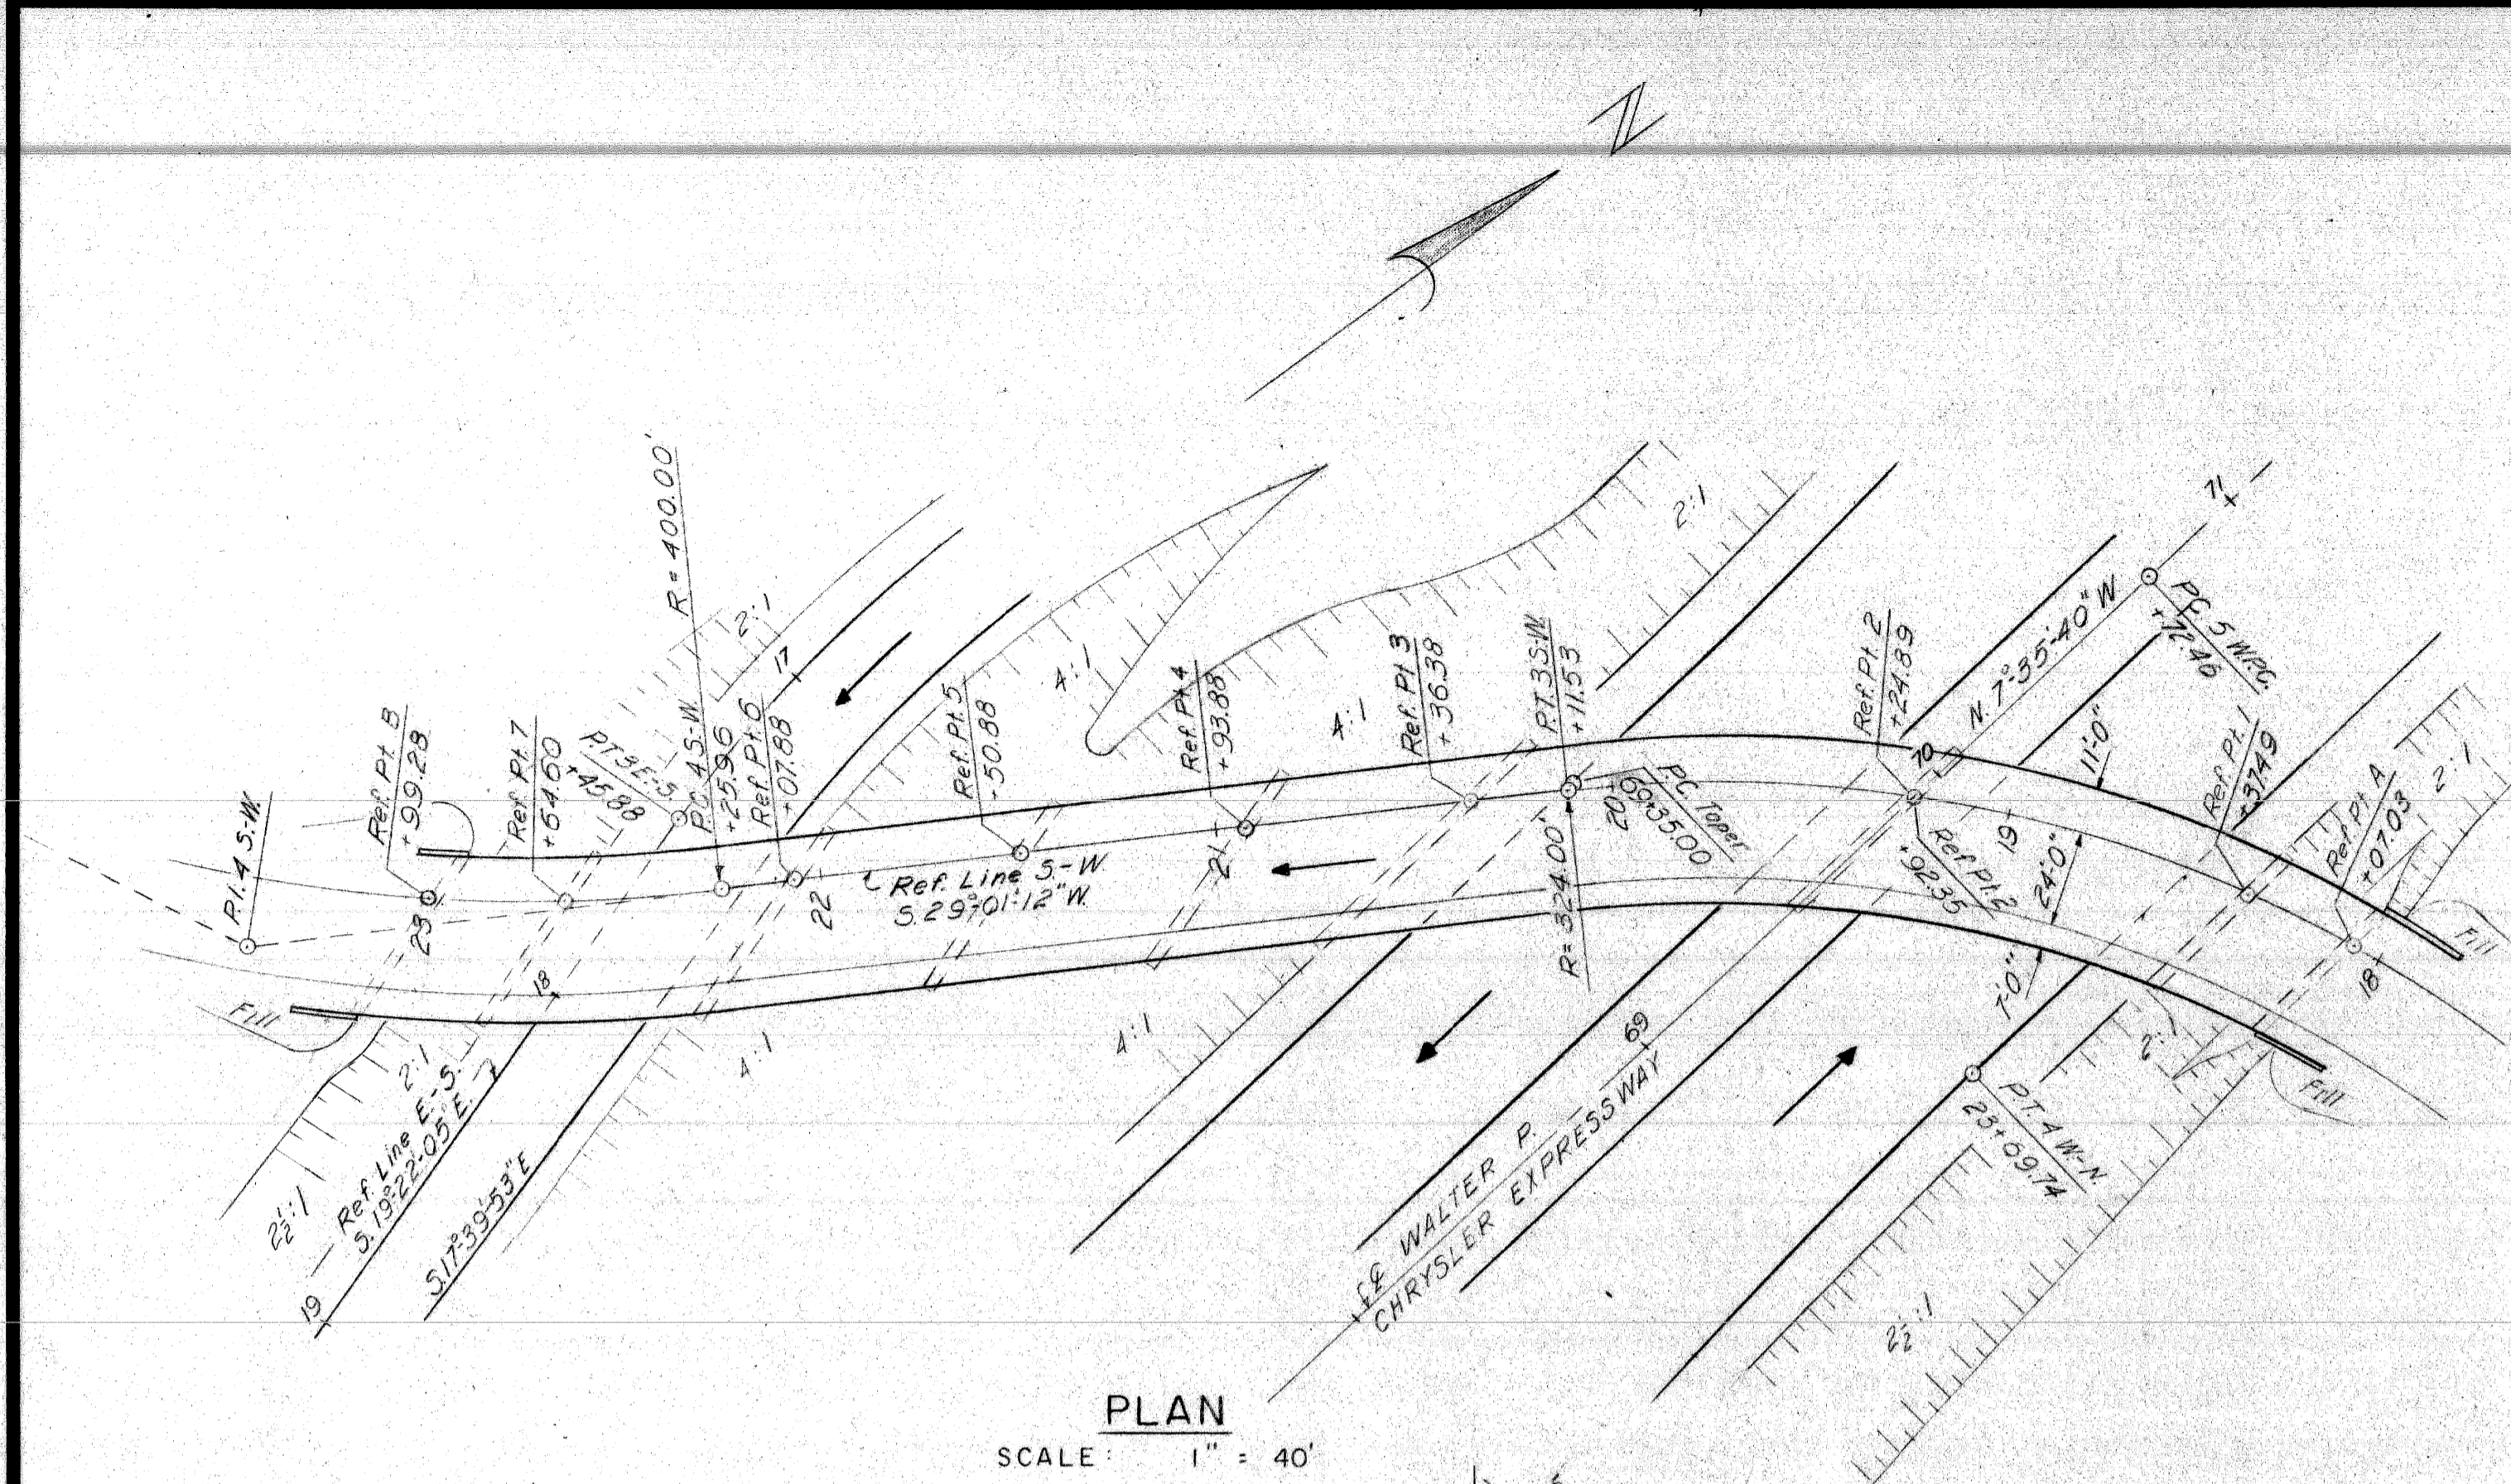 N
R = 400.00'
P.I. 4 S.-W.
Ref. Pt. B
+99.28
23
Ref. Pt. 7
+64.60
P.T. 9 E-S
+45.88
P.C. 4 S.-W.
+25.96
Ref. Pt. 6
+07.88
22
2:1
17
Ref. Pt. 5
+50.88
4:1
Ref. Pt. 4
+93.88
21
4:1
Ref. Pt. 3
+36.38
P.T. 3 S.-W.
+11.53
2:1
P.C. Taper
69+35.00
20
R = 324.00'
Ref. Line S.-W
S. 29°-01'-12" W.
Ref. Pt. 2
+24.89
70
N. 7°-35'-40" W
71
P.C. 5 W.P.C.
+72.46
11'-0"
Ref. Pt. 1
+37.49
Ref. Pt. A
+07.03
2:1
Ref. Pt. 2
+92.35
19
24'-0"
7'-0"
18
Fill
Fill
2:1
P.T. 4 W-N.
23+69.74
2½:1
Fill
18
2:1
4:1
4:1
Ref. Line E.-S.
S. 19°-22'-05" E.
2½:1
S. 17°-39'-53" E
19
69
℄ WALTER P.
CHRYSLER EXPRESSWAY
PLAN
SCALE: 1" = 40'